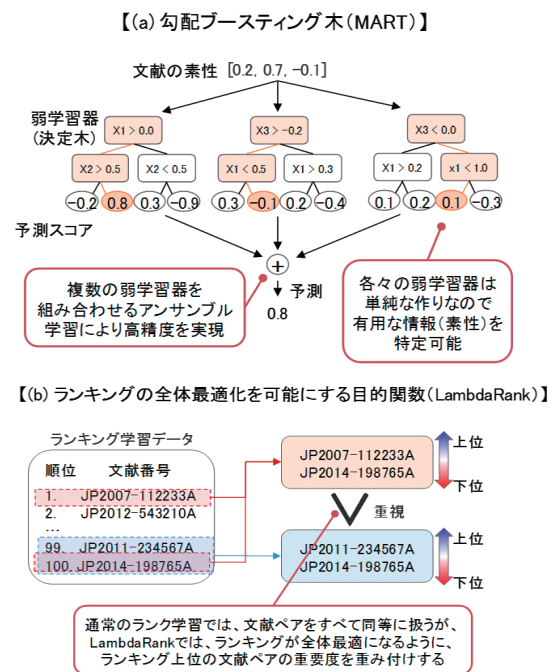 【(a) 勾配ブースティング木(MART)】
文献の素性 [0.2, 0.7, −0.1]
弱学習器
(決定木)
X1 > 0.0
X3 > −0.2
X3 < 0.0
X2 > 0.5
X2 < 0.5
X1 < 0.5
X1 > 0.3
X1 > 0.2
x1 < 1.0
−0.2
0.8
0.3
−0.9
0.3
−0.1
0.2
−0.4
0.1
0.2
0.1
−0.3
予測スコア
+
予測
0.8
複数の弱学習器を
組み合わせるアンサンブル
学習により高精度を実現
各々の弱学習器は
単純な作りなので
有用な情報(素性)を
特定可能
【(b) ランキングの全体最適化を可能にする目的関数(LambdaRank)】
ランキング学習データ
順位 文献番号
1. JP2007-112233A
2. JP2012-543210A
...
99. JP2011-234567A
100. JP2014-198765A
JP2007-112233A
JP2014-198765A
上位
下位
重視
JP2011-234567A
JP2014-198765A
上位
下位
通常のランク学習では、文献ペアをすべて同等に扱うが、
LambdaRankでは、ランキングが全体最適になるように、
ランキング上位の文献ペアの重要度を重み付けする